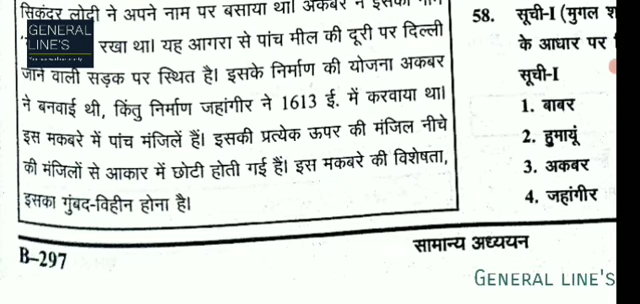 सिकंदर लोदी ने अपने नाम पर बसाया था। अकबर ने इसका नाम
GENERAL
LINE'S
रखा था। यह आगरा से पांच मील की दूरी पर दिल्ली
जाने वाली सड़क पर स्थित है। इसके निर्माण की योजना अकबर
ने बनवाई थी, किंतु निर्माण जहांगीर ने 1613 ई. में करवाया था।
इस मकबरे में पांच मंजिलें हैं। इसकी प्रत्येक ऊपर की मंजिल नीचे
की मंजिलों से आकार में छोटी होती गई हैं। इस मकबरे की विशेषता,
इसका गुंबद-विहीन होना है।
B–297
58. सूची-I (मुगल
के आधार पर
सूची-I
1. बाबर
2. हुमायूं
3. अकबर
4. जहांगीर
सामान्य अध्ययन
GENERAL LINE'S